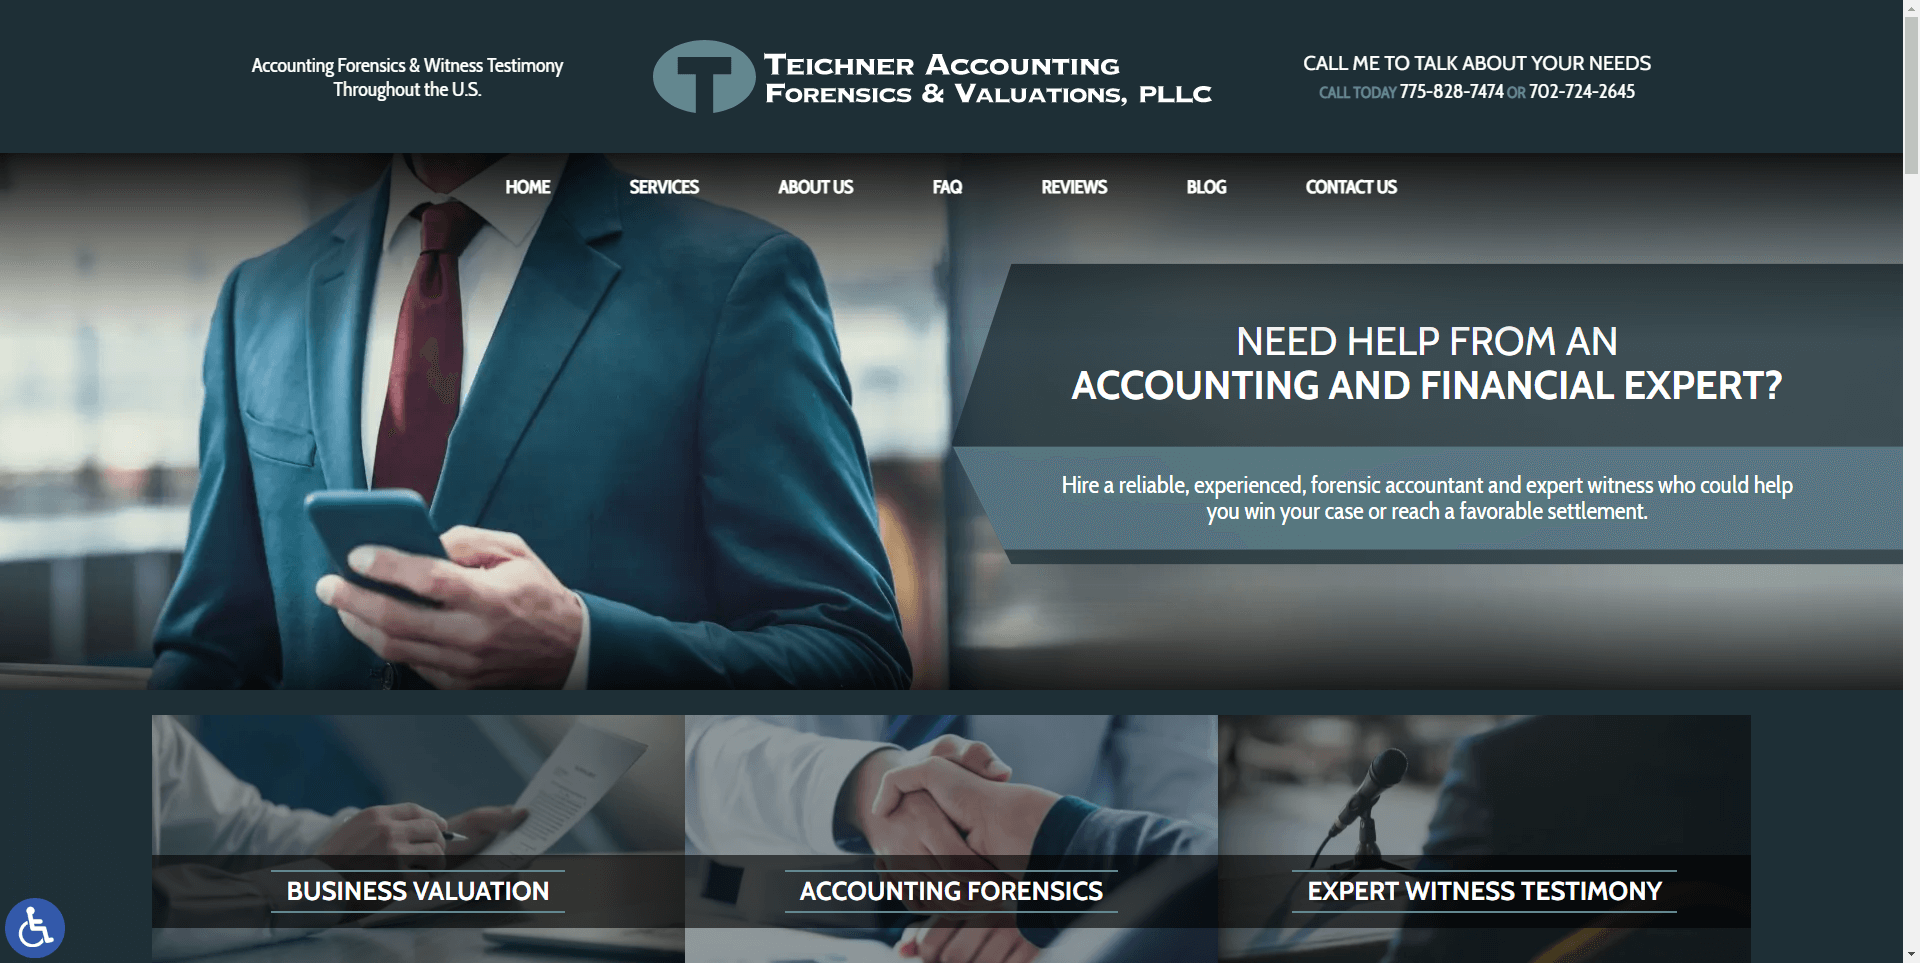 Accounting Forensics & Witness Testimony
Throughout the U.S.
T TEICHNER ACCOUNTING
FORENSICS & VALUATIONS, PLLC
CALL ME TO TALK ABOUT YOUR NEEDS
CALL TODAY 775-828-7474 OR 702-724-2645
HOME SERVICES ABOUT US FAQ REVIEWS BLOG CONTACT US
NEED HELP FROM AN
ACCOUNTING AND FINANCIAL EXPERT?
Hire a reliable, experienced, forensic accountant and expert witness who could help
you win your case or reach a favorable settlement.
BUSINESS VALUATION
ACCOUNTING FORENSICS
EXPERT WITNESS TESTIMONY